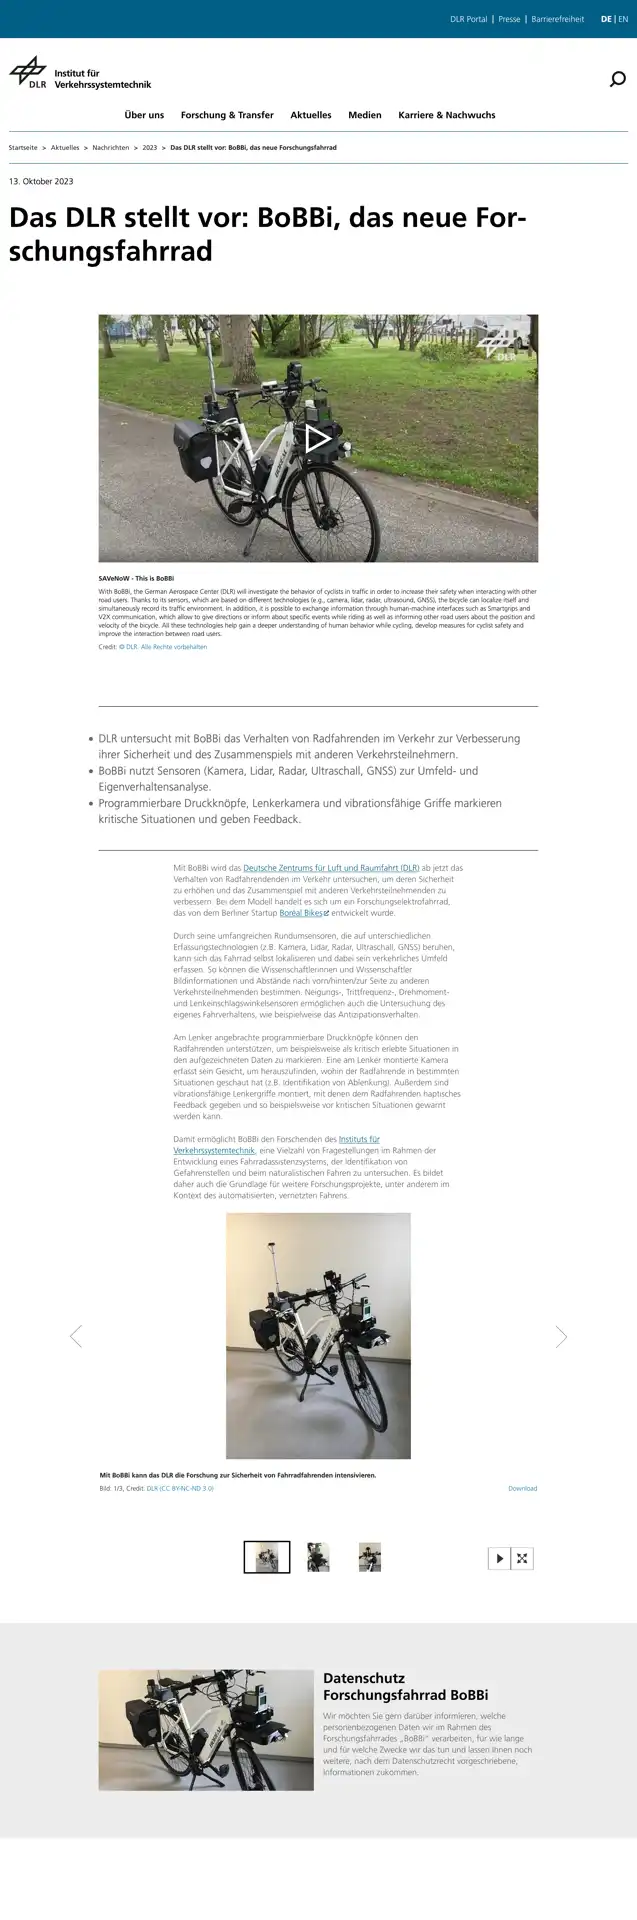 DLR Portal | Presse | Barrierefreiheit DE | EN
DLR
Institut für
Verkehrssystemtechnik
Über uns Forschung & Transfer Aktuelles Medien Karriere & Nachwuchs
Startseite > Aktuelles > Nachrichten > 2023 > Das DLR stellt vor: BoBBi, das neue Forschungsfahrrad
13. Oktober 2023
Das DLR stellt vor: BoBBi, das neue For-
schungsfahrrad
DLR
SAVeNoW - This is BoBBi
With BoBBi, the German Aerospace Center (DLR) will investigate the behavior of cyclists in traffic in order to increase their safety when interacting with other
road users. Thanks to its sensors, which are based on different technologies (e.g., camera, lidar, radar, ultrasound, GNSS), the bicycle can localize itself and
simultaneously record its traffic environment. In addition, it is possible to exchange information through human-machine interfaces such as Smartgrips and
V2X communication, which allow to give directions or inform about specific events while riding as well as informing other road users about the position and
velocity of the bicycle. All these technologies help gain a deeper understanding of human behavior while cycling, develop measures for cyclist safety and
improve the interaction between road users.
Credit: © DLR. Alle Rechte vorbehalten
• DLR untersucht mit BoBBi das Verhalten von Radfahrenden im Verkehr zur Verbesserung
ihrer Sicherheit und des Zusammenspiels mit anderen Verkehrsteilnehmern.
• BoBBi nutzt Sensoren (Kamera, Lidar, Radar, Ultraschall, GNSS) zur Umfeld- und
Eigenverhaltensanalyse.
• Programmierbare Druckknöpfe, Lenkerkamera und vibrationsfähige Griffe markieren
kritische Situationen und geben Feedback.
Mit BoBBi wird das Deutsche Zentrums für Luft und Raumfahrt (DLR) ab jetzt das
Verhalten von Radfahrendenden im Verkehr untersuchen, um deren Sicherheit
zu erhöhen und das Zusammenspiel mit anderen Verkehrsteilnehmenden zu
verbessern. Bei dem Modell handelt es sich um ein Forschungselektrofahrrad,
das von dem Berliner Startup Boréal Bikes entwickelt wurde.
Durch seine umfangreichen Rundumsensoren, die auf unterschiedlichen
Erfassungstechnologien (z.B. Kamera, Lidar, Radar, Ultraschall, GNSS) beruhen,
kann sich das Fahrrad selbst lokalisieren und dabei sein verkehrliches Umfeld
erfassen. So können die Wissenschaftlerinnen und Wissenschaftler
Bildinformationen und Abstände nach vorn/hinten/zur Seite zu anderen
Verkehrsteilnehmenden bestimmen. Neigungs-, Trittfrequenz-, Drehmoment-
und Lenkeinschlagswinkelsensoren ermöglichen auch die Untersuchung des
eigenes Fahrverhaltens, wie beispielweise das Antizipationsverhalten.
Am Lenker angebrachte programmierbare Druckknöpfe können den
Radfahrenden unterstützen, um beispielsweise als kritisch erlebte Situationen in
den aufgezeichneten Daten zu markieren. Eine am Lenker montierte Kamera
erfasst sein Gesicht, um herauszufinden, wohin der Radfahrende in bestimmten
Situationen geschaut hat (z.B. Identifikation von Ablenkung). Außerdem sind
vibrationsfähige Lenkergriffe montiert, mit denen dem Radfahrenden haptisches
Feedback gegeben und so beispielsweise vor kritischen Situationen gewarnt
werden kann.
Damit ermöglicht BoBBi den Forschenden des Instituts für
Verkehrssystemtechnik, eine Vielzahl von Fragestellungen im Rahmen der
Entwicklung eines Fahrradassistenzsystems, der Identifikation von
Gefahrenstellen und beim naturalistischen Fahren zu untersuchen. Es bildet
daher auch die Grundlage für weitere Forschungsprojekte, unter anderem im
Kontext des automatisierten, vernetzten Fahrens.
Mit BoBBi kann das DLR die Forschung zur Sicherheit von Fahrradfahrenden intensivieren.
Bild: 1/3, Credit: DLR (CC BY-NC-ND 3.0) Download
Datenschutz
Forschungsfahrrad BoBBi
Wir möchten Sie gern darüber informieren, welche
personenbezogenen Daten wir im Rahmen des
Forschungsfahrrades „BoBBi“ verarbeiten, für wie lange
und für welche Zwecke wir das tun und lassen Ihnen noch
weitere, nach dem Datenschutzrecht vorgeschriebene,
Informationen zukommen.